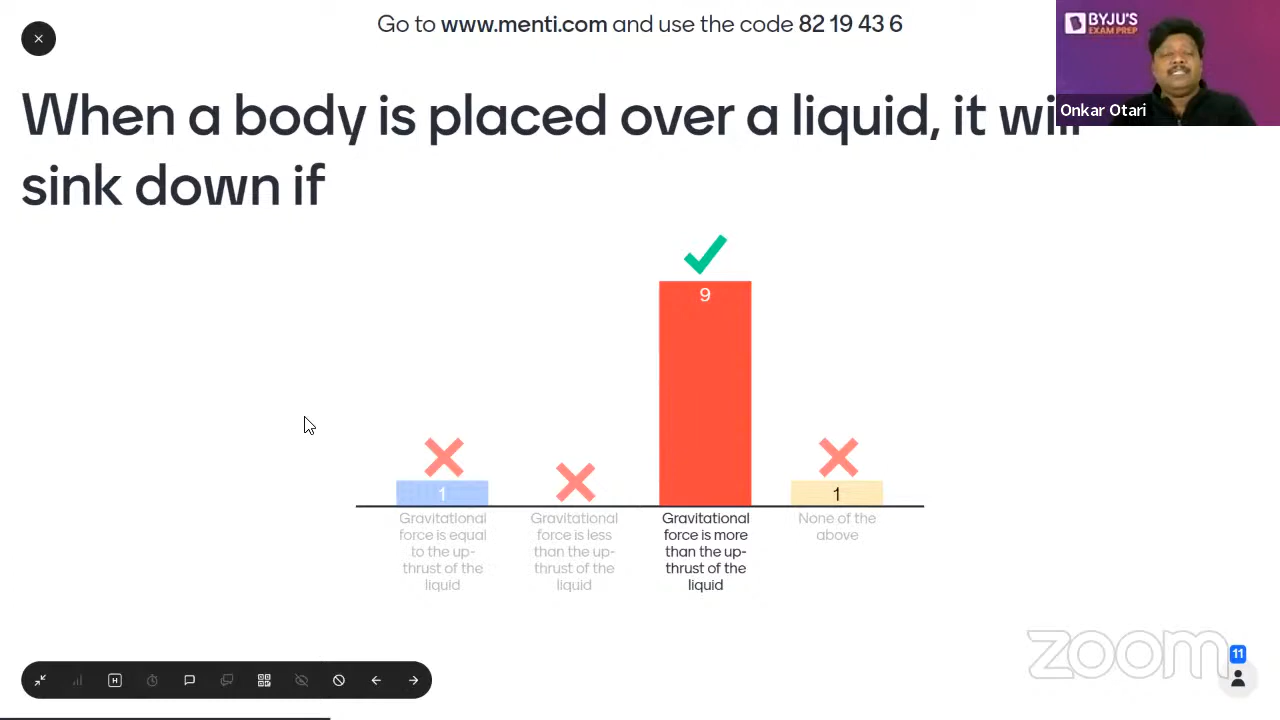 Go to www.menti.com and use the code 82 19 43 6
BYJU'S
EXAM PREP
Onkar Otari
When a body is placed over a liquid, it will
sink down if
9
1
1
Gravitational
force is equal
to the up-
thrust of the
liquid
Gravitational
force is less
than the up-
thrust of the
liquid
Gravitational
force is more
than the up-
thrust of the
liquid
None of the
above
H
zoom
11